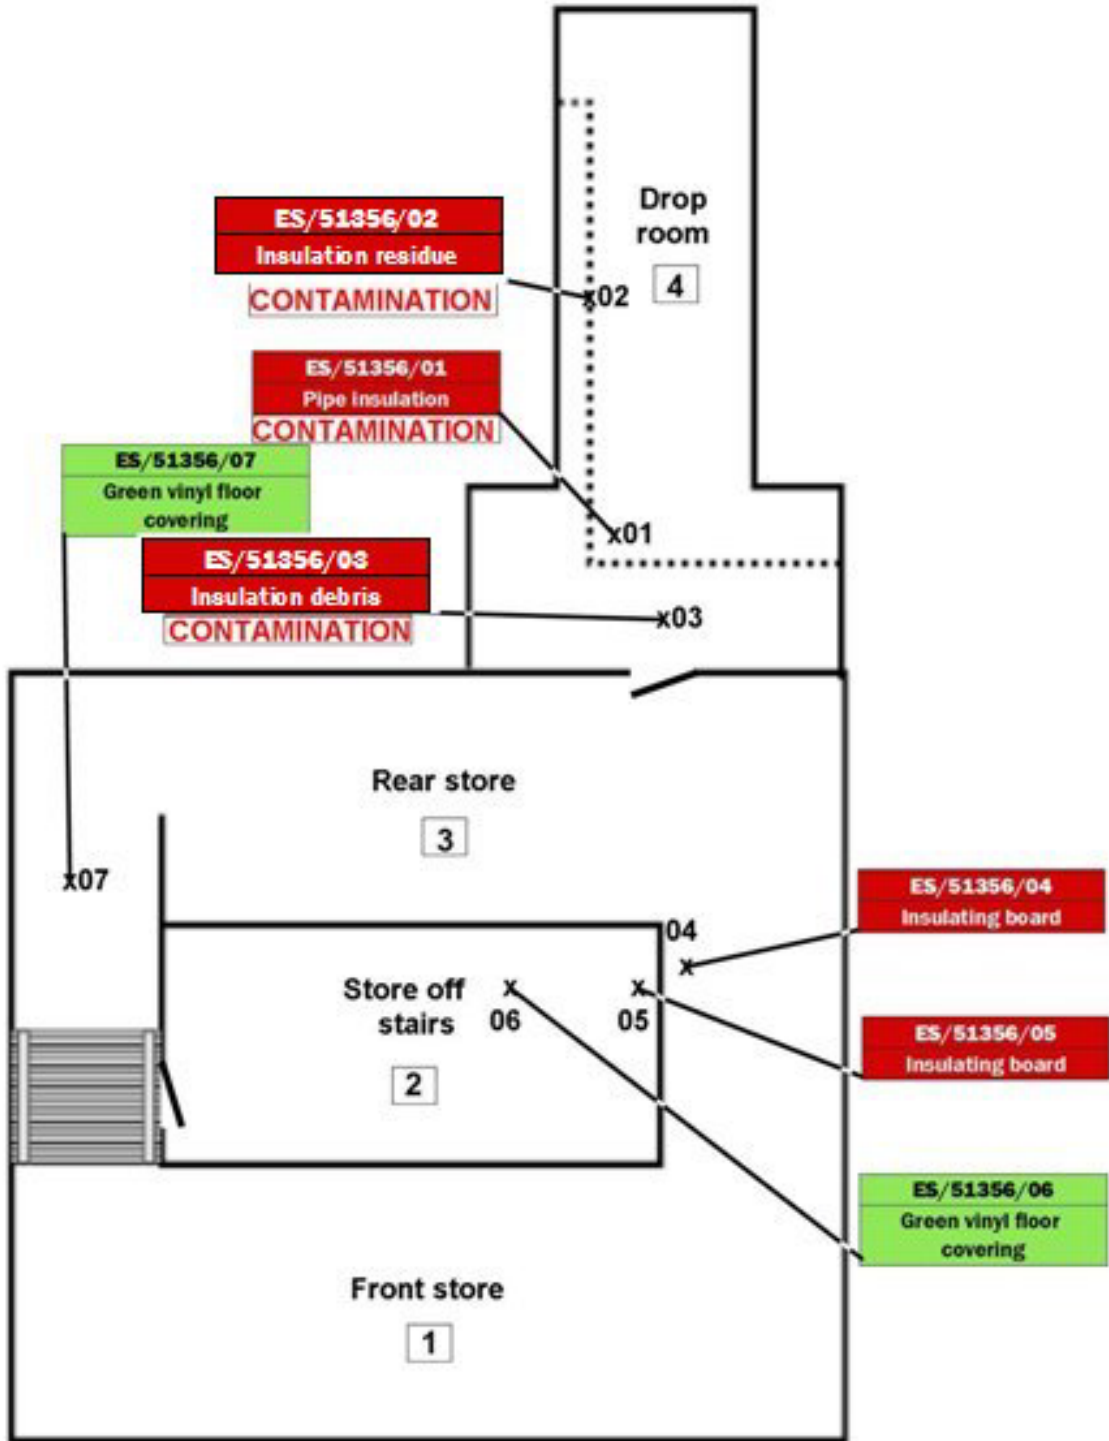 Drop
room
4
ES/51356/02
Insulation residue
CONTAMINATION
x02
ES/51356/01
Pipe insulation
CONTAMINATION
ES/51356/07
Green vinyl floor
covering
x01
ES/51356/03
Insulation debris
CONTAMINATION
x03
Rear store
3
x07
ES/51356/04
Insulating board
04
x
Store off
stairs
x
06
x
05
2
ES/51356/05
Insulating board
ES/51356/06
Green vinyl floor
covering
Front store
1